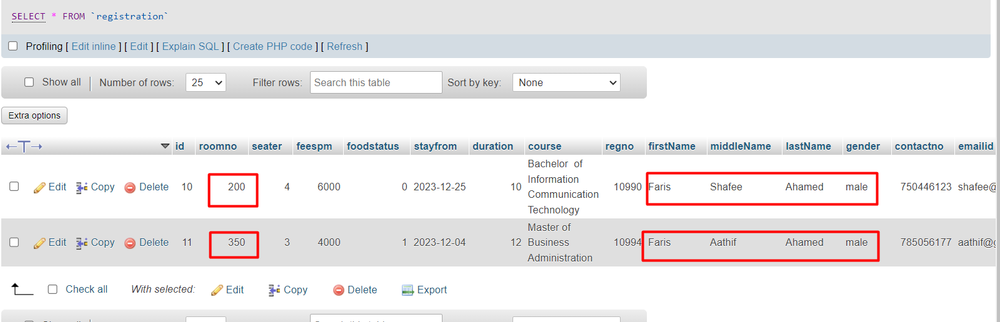 SELECT * FROM `registration`
Profiling [ Edit inline ] [ Edit ] [ Explain SQL ] [ Create PHP code ] [ Refresh ]
Show all Number of rows: 25 Filter rows: Search this table Sort by key: None
Extra options
id roomno seater feespm foodstatus stayfrom duration course regno firstName middleName lastName gender contactno emailid
Edit Copy Delete 10 200 4 6000 0 2023-12-25 10 Bachelor of Information Communication Technology 10990 Faris Shafee Ahamed male 750446123 shafee@
Edit Copy Delete 11 350 3 4000 1 2023-12-04 12 Master of Business Administration 10994 Faris Aathif Ahamed male 785056177 aathif@
Check all With selected: Edit Copy Delete Export